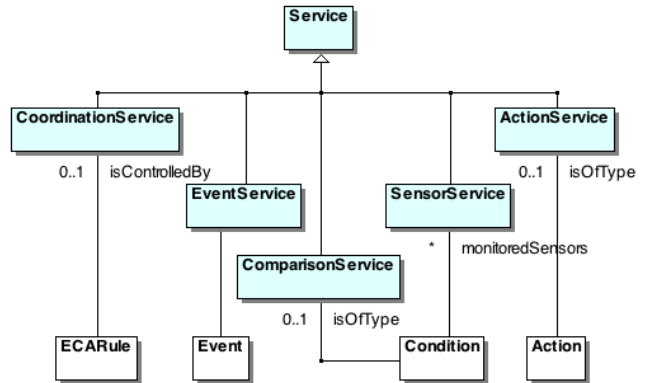 Service
CoordinationService
ActionService
0..1 isControlledBy
0..1 isOfType
EventService
SensorService
* monitoredSensors
ComparisonService
0..1 isOfType
ECARule
Event
Condition
Action